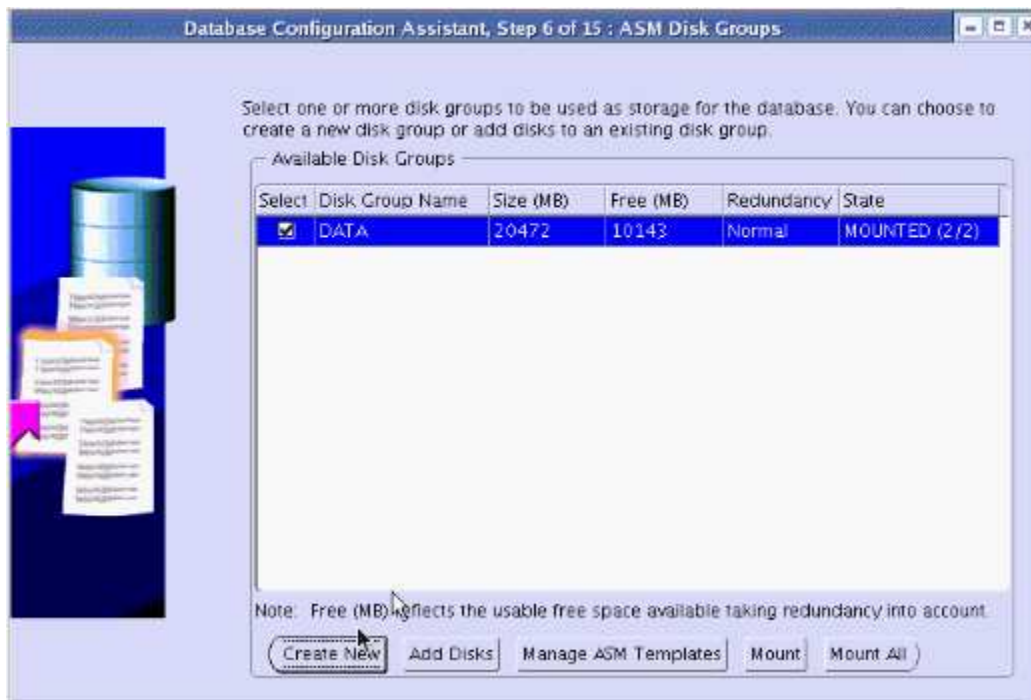 Database Configuration Assistant, Step 6 of 15 : ASM Disk Groups
Select one or more disk groups to be used as storage for the database. You can choose to
create a new disk group or add disks to an existing disk group.
Available Disk Groups
Select Disk Group Name Size (MB) Free (MB) Redundancy State
DATA 20472 10143 Normal MOUNTED (2/2)
Note: Free (MB) reflects the usable free space available taking redundancy into account
Create New Add Disks Manage ASM Templates Mount Mount All